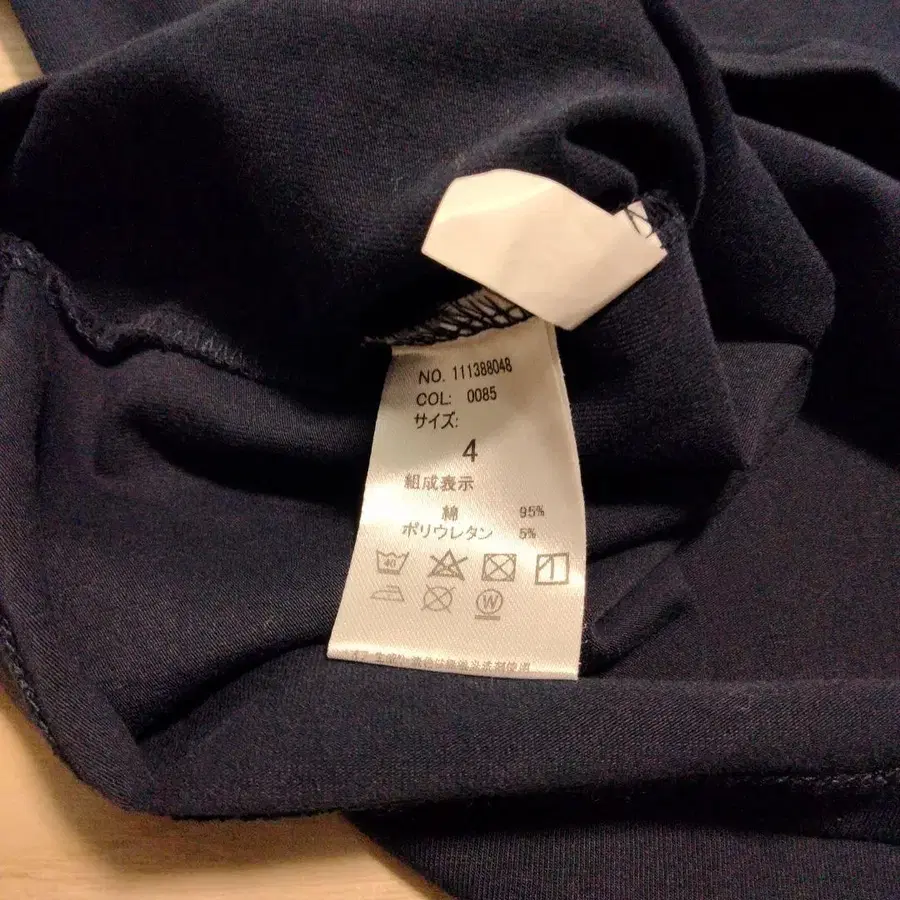 NO. 111388048
COL: 0085
サイズ:
4
組成表示
綿 95%
ポリウレタン 5%
40
W